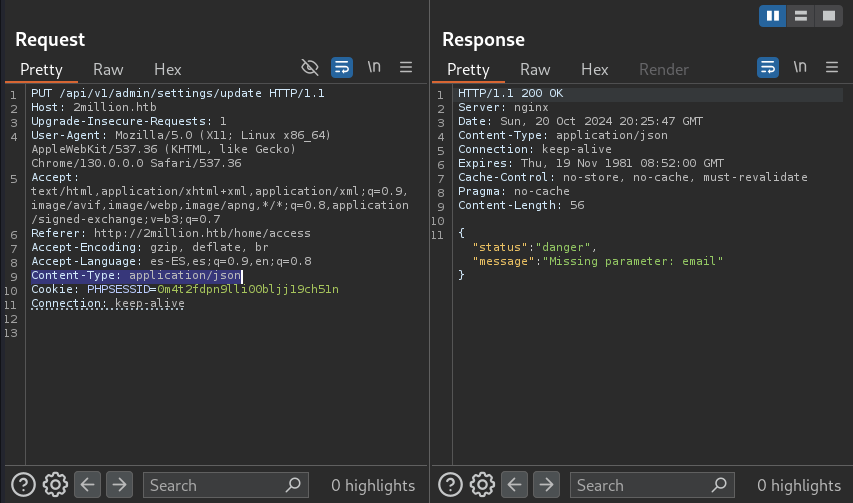 Request
Pretty Raw Hex \n
1 PUT /api/v1/admin/settings/update HTTP/1.1
2 Host: 2million.htb
3 Upgrade-Insecure-Requests: 1
4 User-Agent: Mozilla/5.0 (X11; Linux x86_64)
AppleWebKit/537.36 (KHTML, like Gecko)
Chrome/130.0.0.0 Safari/537.36
5 Accept:
text/html,application/xhtml+xml,application/xml;q=0.9,
image/avif,image/webp,image/apng,*/*;q=0.8,application
/signed-exchange;v=b3;q=0.7
6 Referer: http://2million.htb/home/access
7 Accept-Encoding: gzip, deflate, br
8 Accept-Language: es-ES,es;q=0.9,en;q=0.8
9 Content-Type: application/json
10 Cookie: PHPSESSID=0m4t2fdpn9lli00bljjl9ch51n
11 Connection: keep-alive
12
13
Search 0 highlights
Response
Pretty Raw Hex Render \n
1 HTTP/1.1 200 OK
2 Server: nginx
3 Date: Sun, 20 Oct 2024 20:25:47 GMT
4 Content-Type: application/json
5 Connection: keep-alive
6 Expires: Thu, 19 Nov 1981 08:52:00 GMT
7 Cache-Control: no-store, no-cache, must-revalidate
8 Pragma: no-cache
9 Content-Length: 56
10
11 {
"status":"danger",
"message":"Missing parameter: email"
}
Search 0 highlights